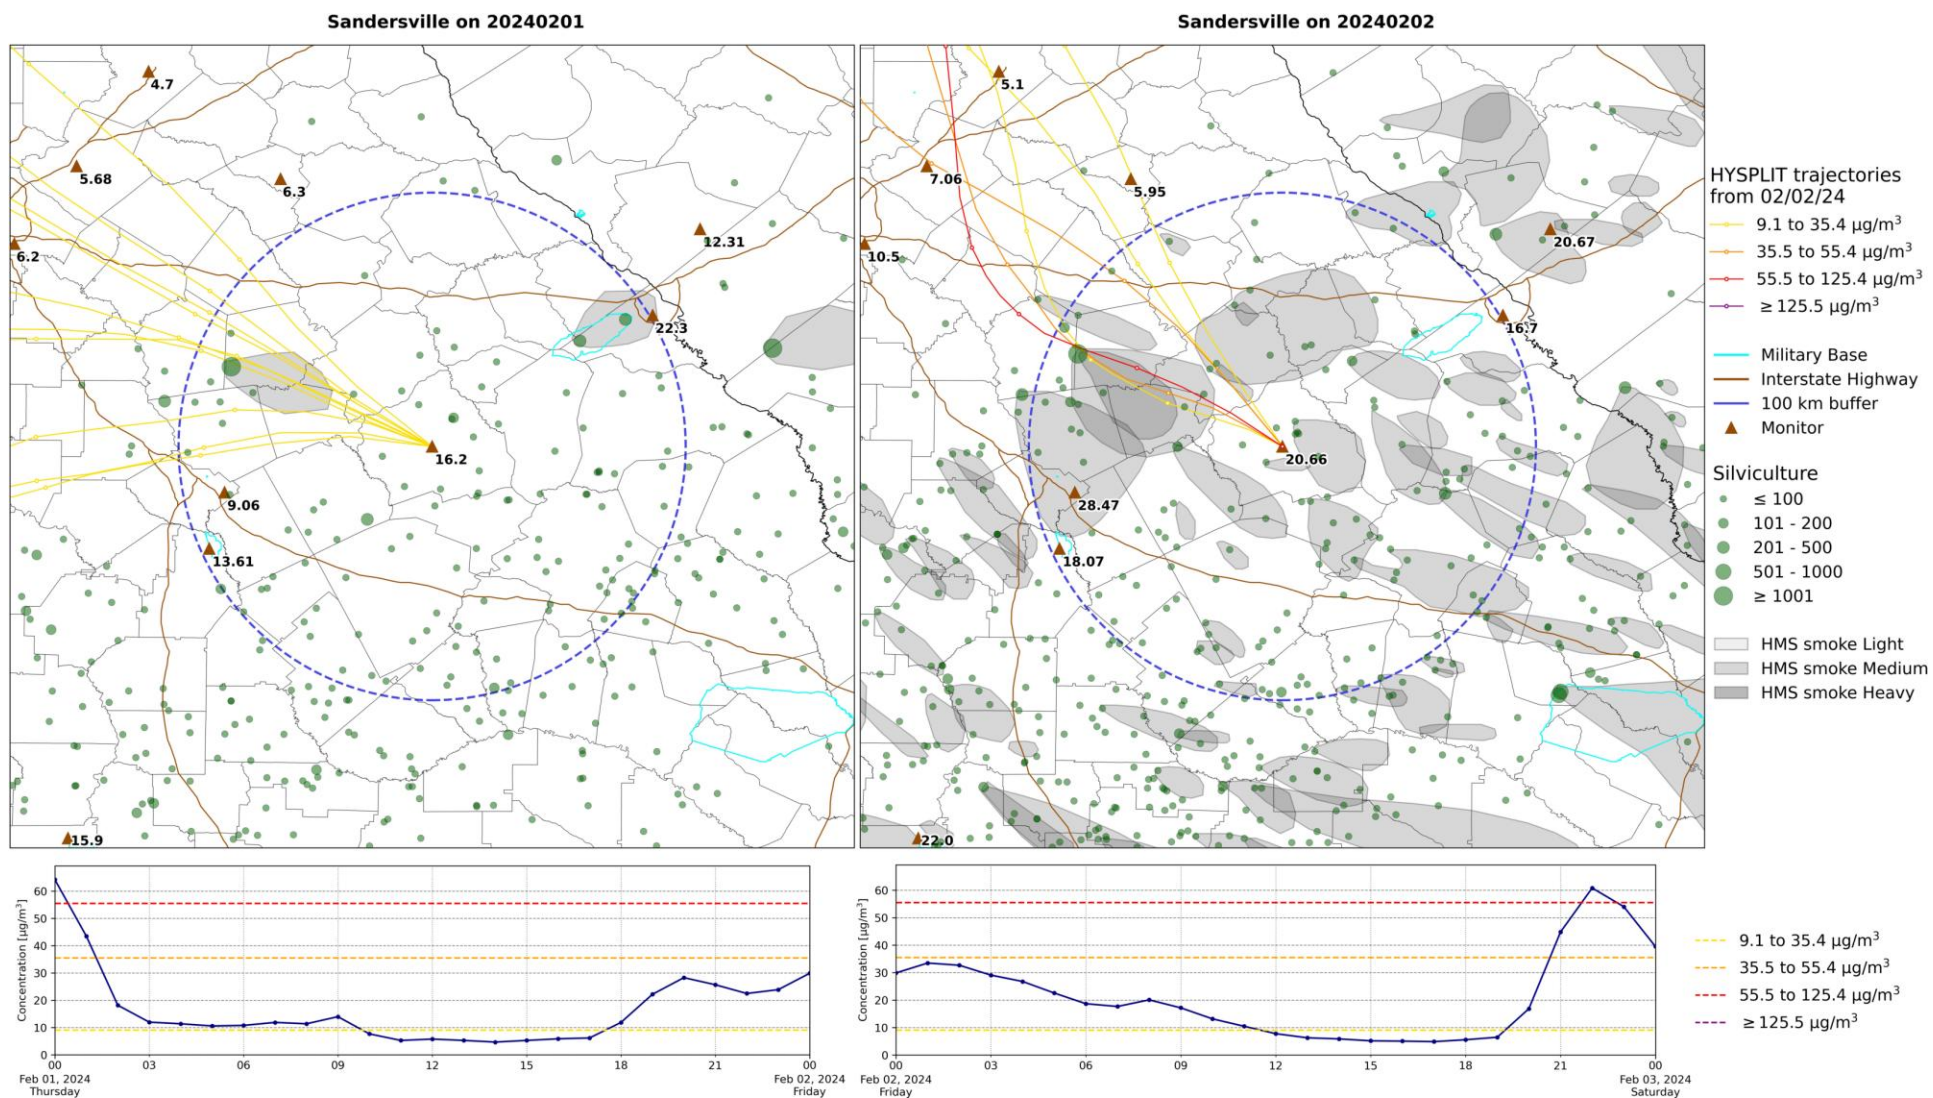 Sandersville on 20240201
4.7
5.68
6.3
6.2
12.31
22.3
16.2
9.06
13.61
15.9
Sandersville on 20240202
5.1
7.06
5.95
10.5
20.67
16.7
20.66
28.47
18.07
22.0
HYSPLIT trajectories
from 02/02/24
9.1 to 35.4 µg/m³
35.5 to 55.4 µg/m³
55.5 to 125.4 µg/m³
≥ 125.5 µg/m³
Military Base
Interstate Highway
100 km buffer
Monitor
Silviculture
≤ 100
101 - 200
201 - 500
501 - 1000
≥ 1001
HMS smoke Light
HMS smoke Medium
HMS smoke Heavy
Concentration [µg/m³]
60
50
40
30
20
10
0
00 03 06 09 12 15 18 21 00
Feb 01, 2024 Feb 02, 2024
Thursday Friday
Concentration [µg/m³]
60
50
40
30
20
10
0
00 03 06 09 12 15 18 21 00
Feb 02, 2024 Feb 03, 2024
Friday Saturday
9.1 to 35.4 µg/m³
35.5 to 55.4 µg/m³
55.5 to 125.4 µg/m³
≥ 125.5 µg/m³